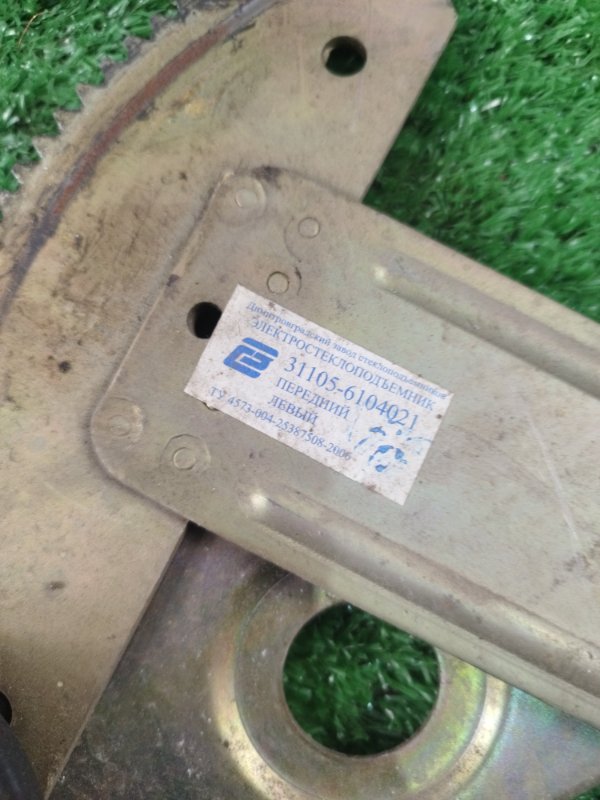 Димитровградский завод стеклоподъемников
ЭЛЕКТРОСТЕКЛОПОДЪЕМНИК
31105-6104021
ПЕРЕДНИЙ
ЛЕВЫЙ
ТУ 4573-004-25387508-2006